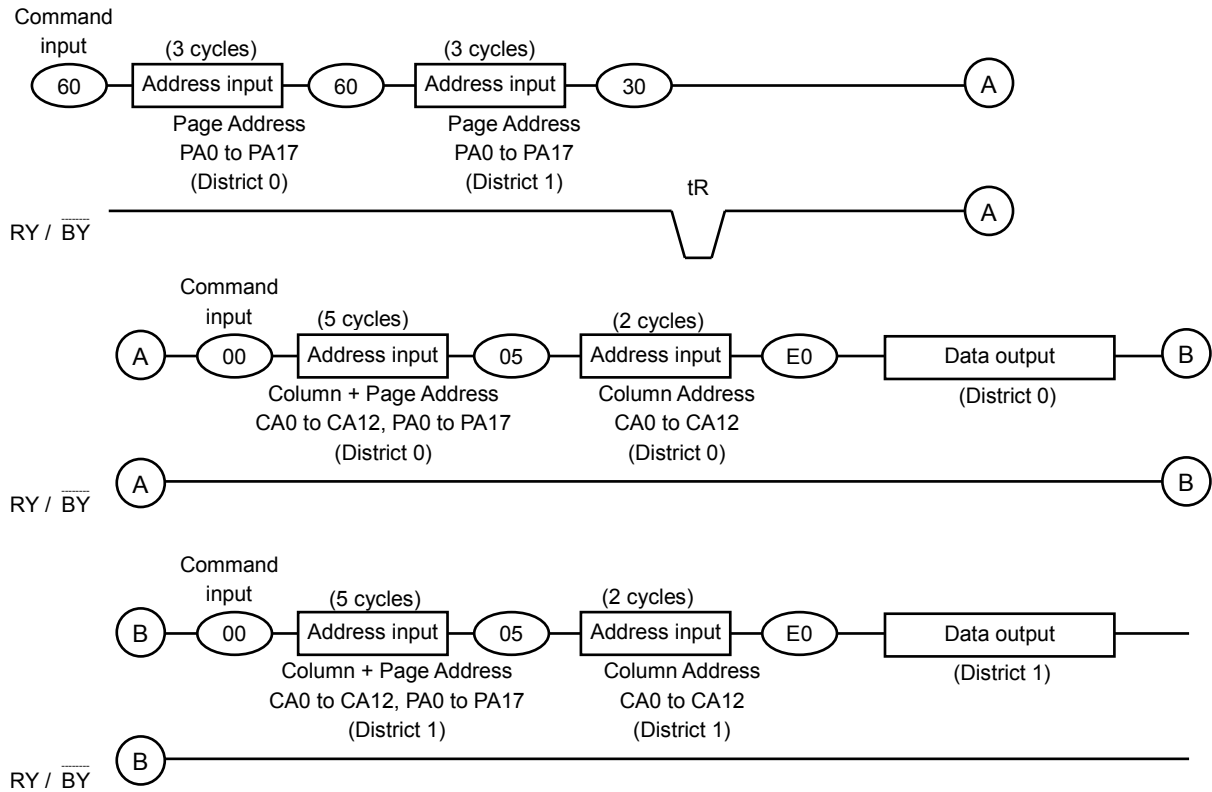 Command
input
(3 cycles)
(3 cycles)
60
Address input
60
Address input
30
A
Page Address
PA0 to PA17
(District 0)
Page Address
PA0 to PA17
(District 1)
tR
RY / BY
A
Command
input
(5 cycles)
(2 cycles)
A
00
Address input
05
Address input
E0
Data output
B
Column + Page Address
CA0 to CA12, PA0 to PA17
(District 0)
Column Address
CA0 to CA12
(District 0)
(District 0)
RY / BY
A
B
Command
input
(5 cycles)
(2 cycles)
B
00
Address input
05
Address input
E0
Data output
Column + Page Address
CA0 to CA12, PA0 to PA17
(District 1)
Column Address
CA0 to CA12
(District 1)
(District 1)
RY / BY
B